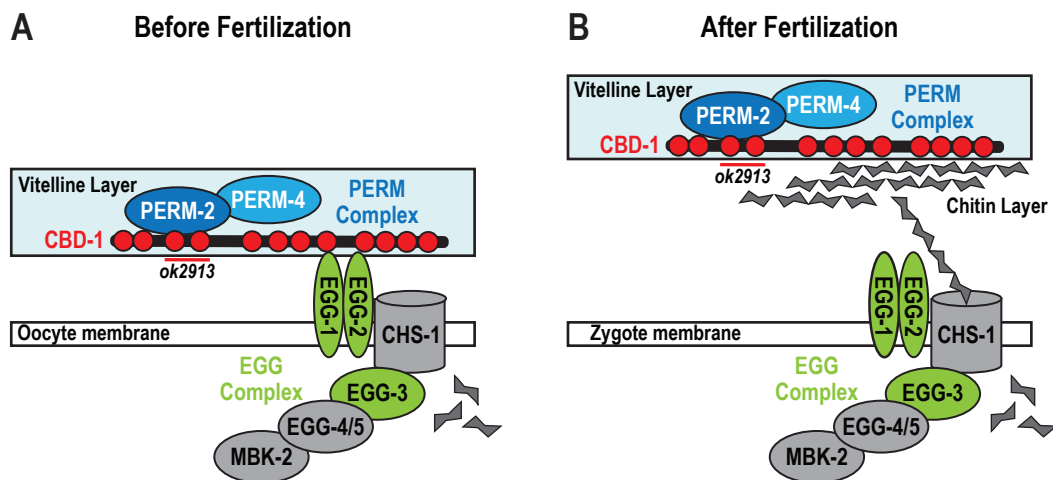 A
Before Fertilization
Vitelline Layer
PERM-2
PERM-4
PERM
Complex
CBD-1
ok2913
EGG-1
EGG-2
CHS-1
Oocyte membrane
EGG
Complex
EGG-3
EGG-4/5
MBK-2
B
After Fertilization
Vitelline Layer
PERM-2
PERM-4
PERM
Complex
CBD-1
ok2913
Chitin Layer
EGG-1
EGG-2
CHS-1
Zygote membrane
EGG
Complex
EGG-3
EGG-4/5
MBK-2